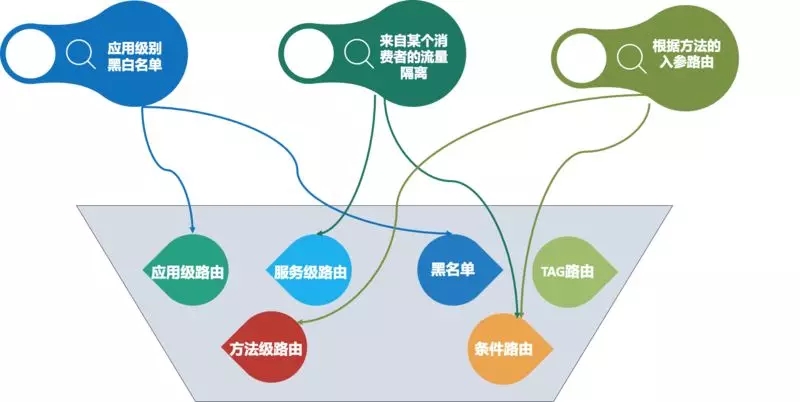 应用级别
黑白名单
来自某个消
费者的流量
隔离
根据方法的
入参路由
应用级路由
服务级路由
黑名单
TAG路由
方法级路由
条件路由